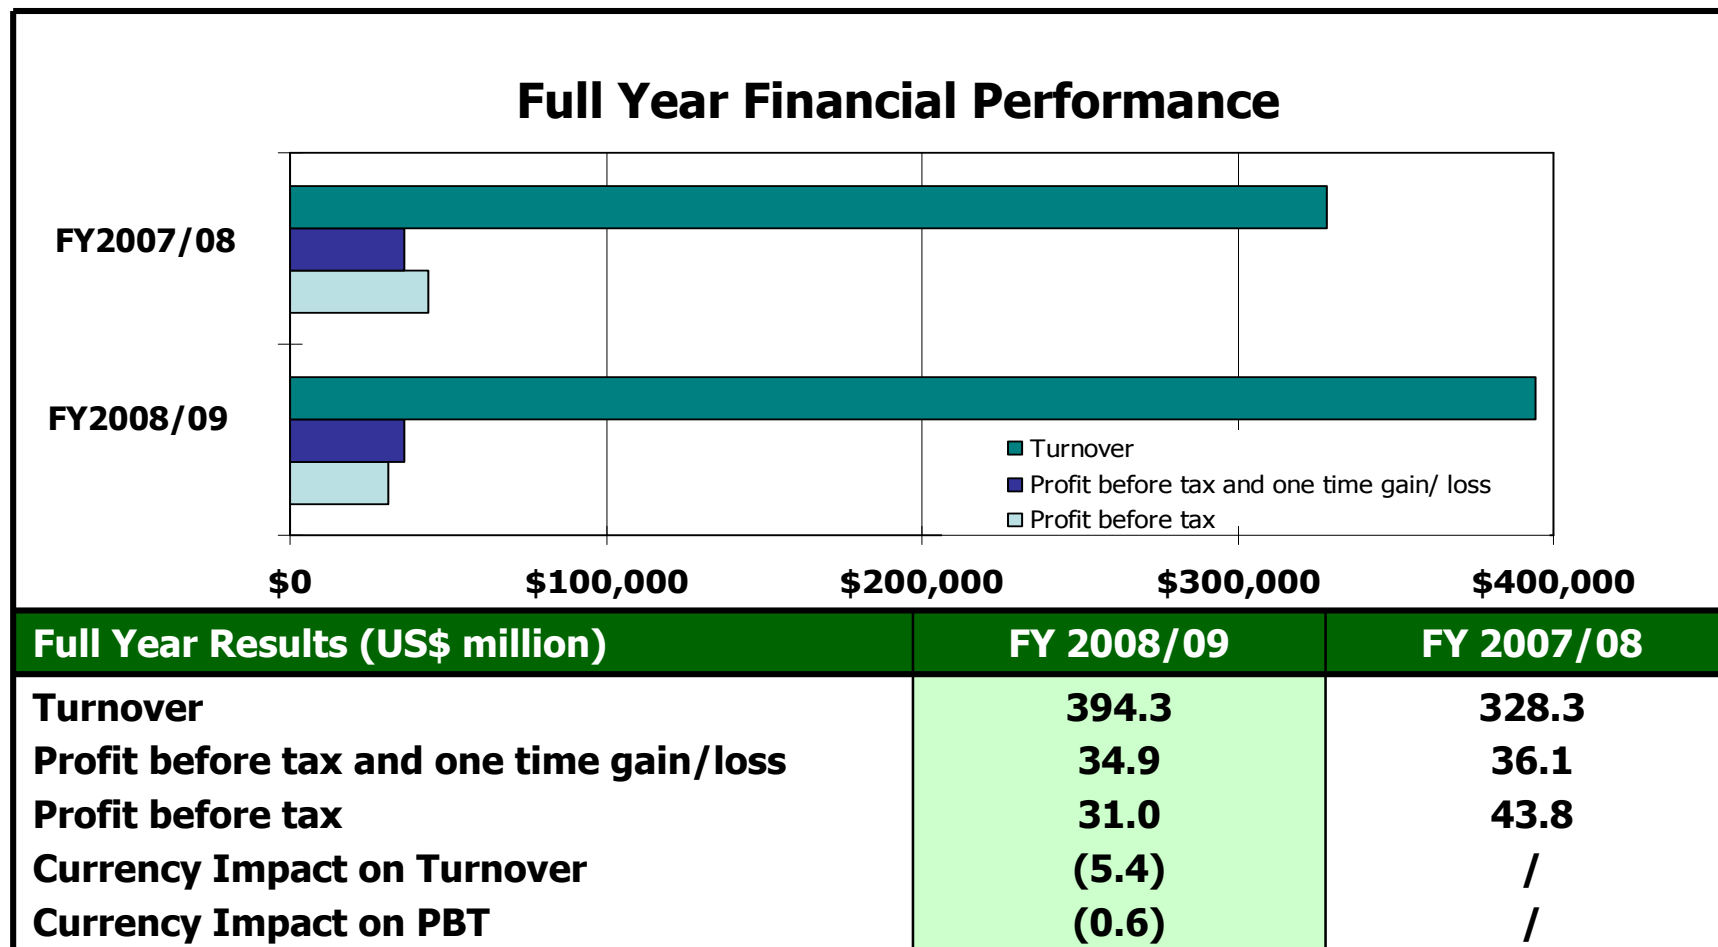 Full Year Financial Performance
FY2007/08
FY2008/09
Turnover
Profit before tax and one time gain/ loss
Profit before tax
$0 $100,000 $200,000 $300,000 $400,000
Full Year Results (US$ million) FY 2008/09 FY 2007/08
Turnover 394.3 328.3
Profit before tax and one time gain/loss 34.9 36.1
Profit before tax 31.0 43.8
Currency Impact on Turnover (5.4) /
Currency Impact on PBT (0.6) /